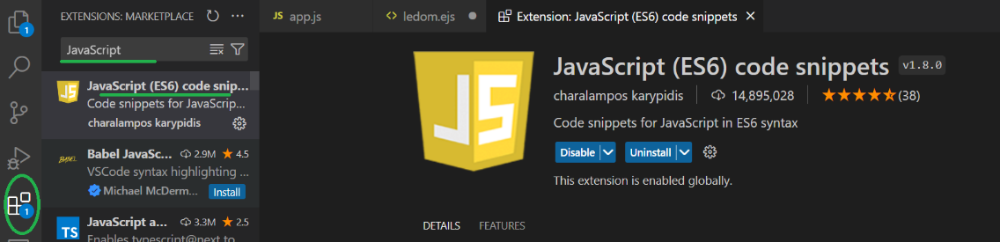 EXTENSIONS: MARKETPLACE
JS app.js
<> ledom.ejs
Extension: JavaScript (ES6) code snippets
1
JavaScript
JS
JavaScript (ES6) code snip...
Code snippets for JavaScrip...
charalampos karypidis
BABEL
Babel JavaSc... 2.9M ★ 4.5
VSCode syntax highlighting ...
Michael McDerm... Install
1
TS
JavaScript a... 3.3M ★ 2.5
Enables typescript@next to
JS
JavaScript (ES6) code snippets v1.8.0
charalampos karypidis 14,895,028 (38)
Code snippets for JavaScript in ES6 syntax
Disable Uninstall
This extension is enabled globally.
DETAILS FEATURES